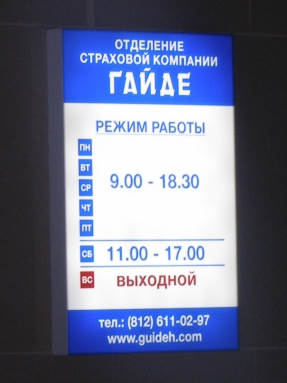 ОТДЕЛЕНИЕ
СТРАХОВОЙ КОМПАНИИ
ГАЙДЕ
РЕЖИМ РАБОТЫ
ПН
ВТ
СР
9.00 - 18.30
ЧТ
ПТ
СБ 11.00 - 17.00
ВС ВЫХОДНОЙ
тел.: (812) 611-02-97
www.guideh.com